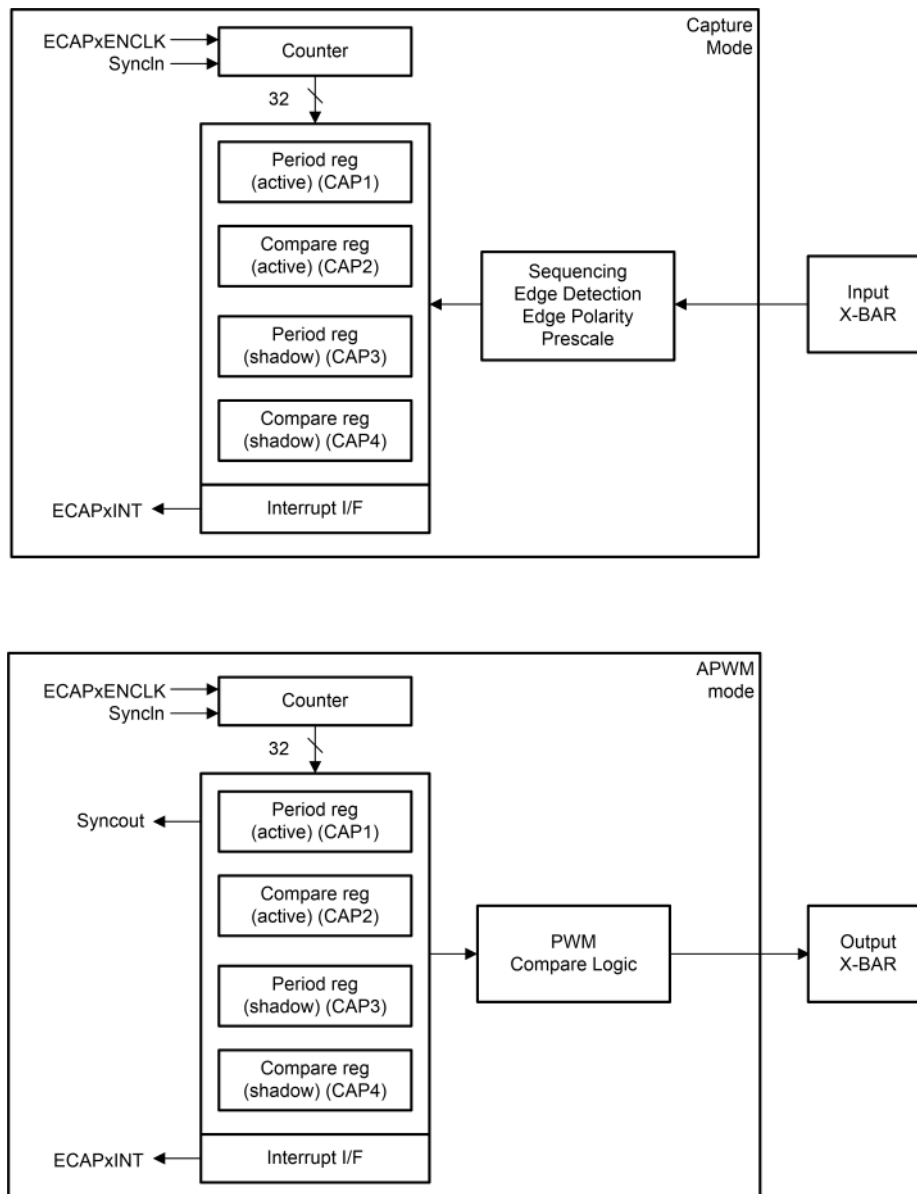 Capture
Mode
ECAPxENCLK
SyncIn
Counter
32
Period reg
(active) (CAP1)
Compare reg
(active) (CAP2)
Period reg
(shadow) (CAP3)
Compare reg
(shadow) (CAP4)
Sequencing
Edge Detection
Edge Polarity
Prescale
Input
X-BAR
ECAPxINT
Interrupt I/F
APWM
mode
ECAPxENCLK
SyncIn
Counter
32
Syncout
Period reg
(active) (CAP1)
Compare reg
(active) (CAP2)
Period reg
(shadow) (CAP3)
Compare reg
(shadow) (CAP4)
PWM
Compare Logic
Output
X-BAR
ECAPxINT
Interrupt I/F